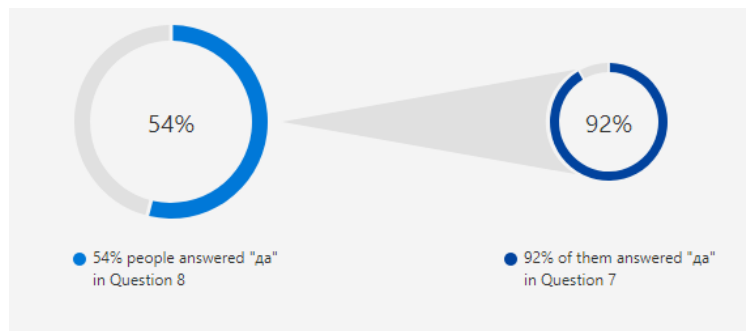 54%
92%
54% people answered "да"
in Question 8
92% of them answered "да"
in Question 7